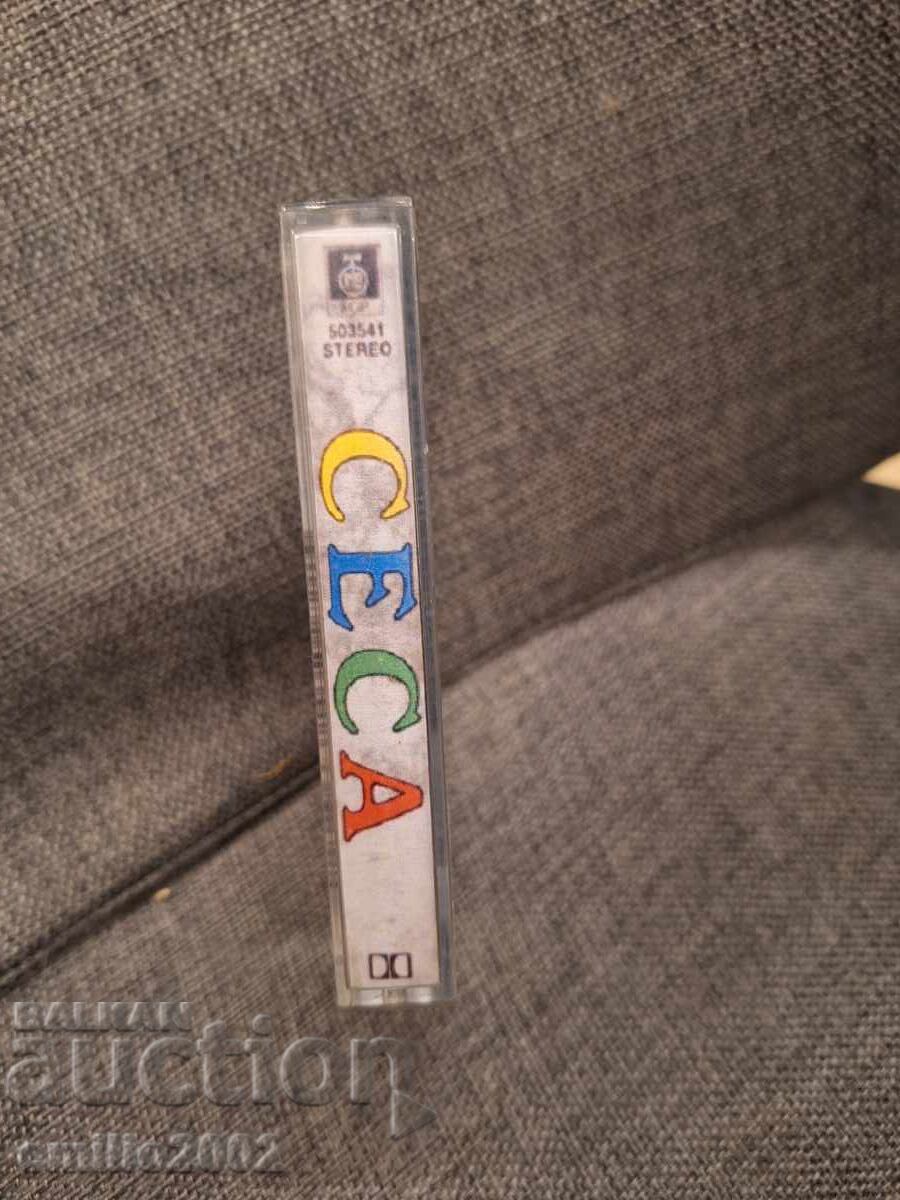 503541
STEREO
CECA
BALKAN
auction
emilio2002